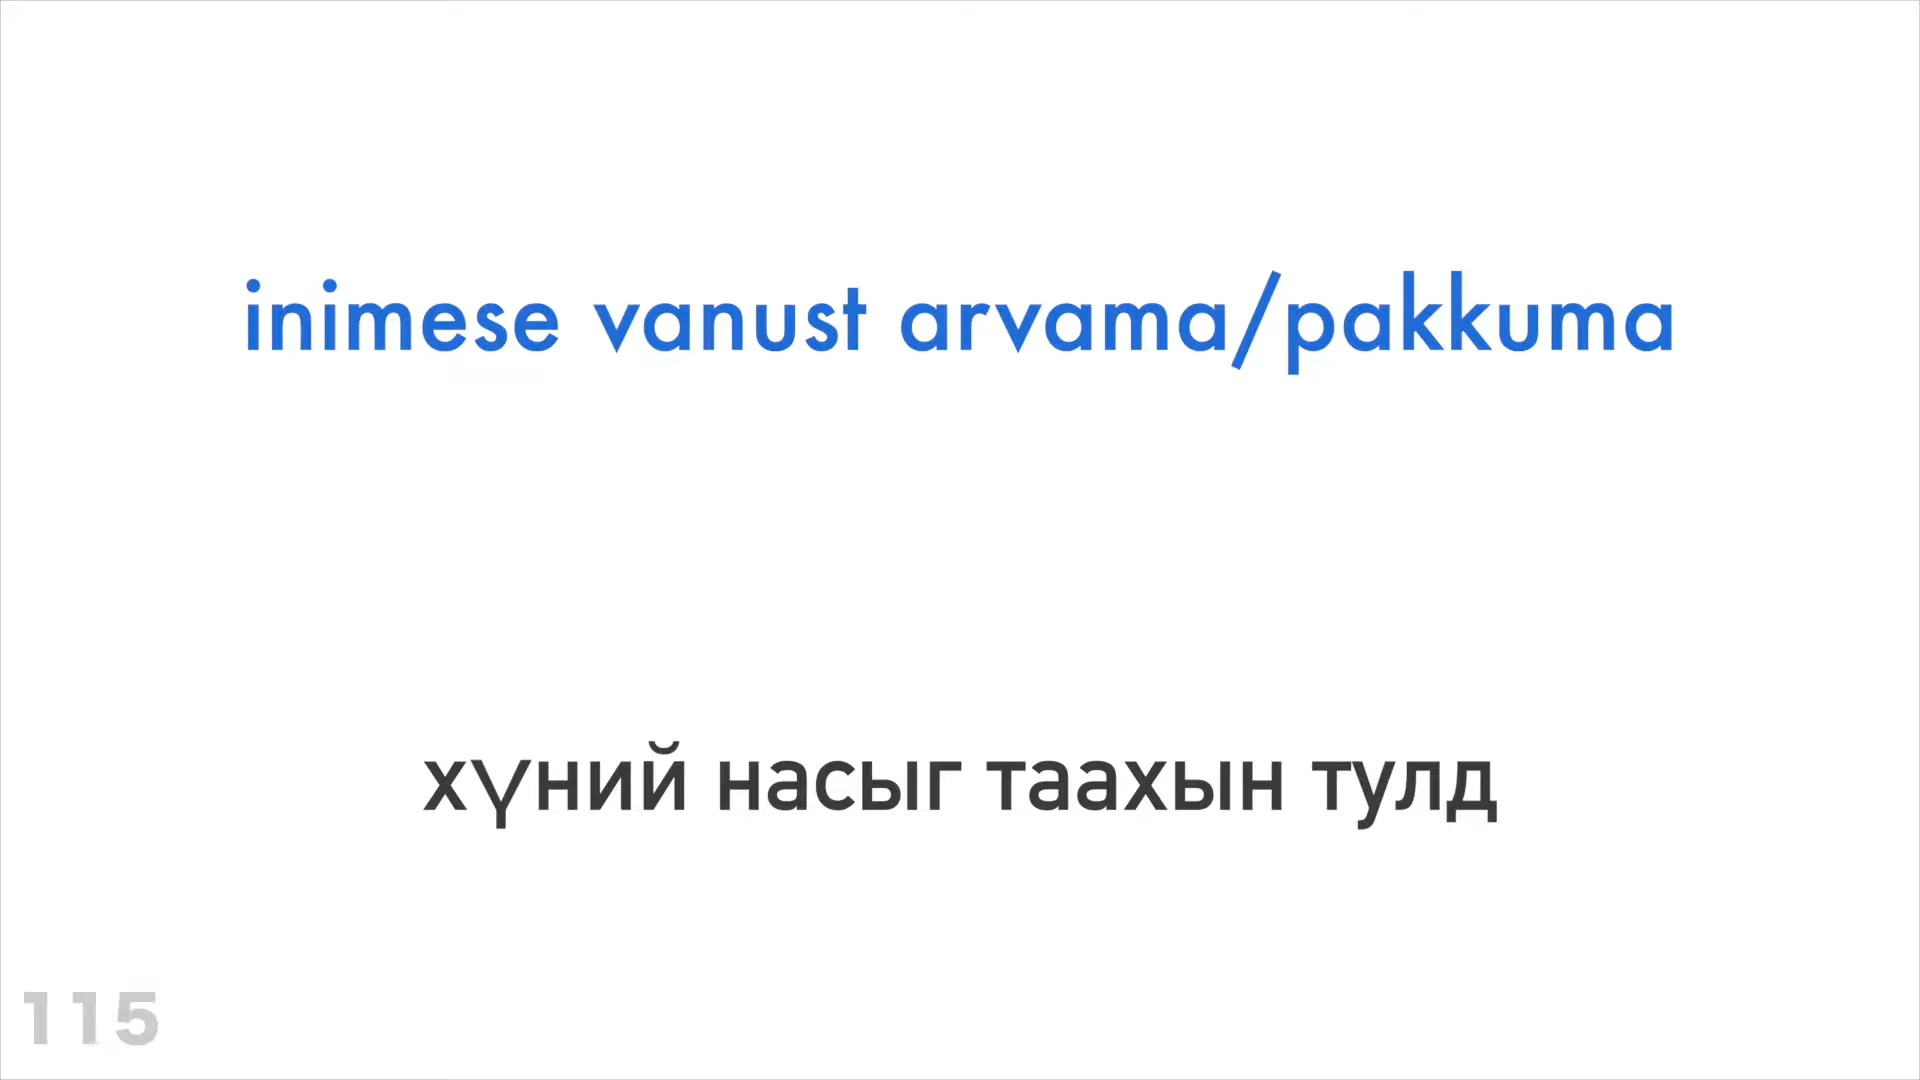 inimese vanust arvama/pakkuma
хүний насыг таахын тулд
115